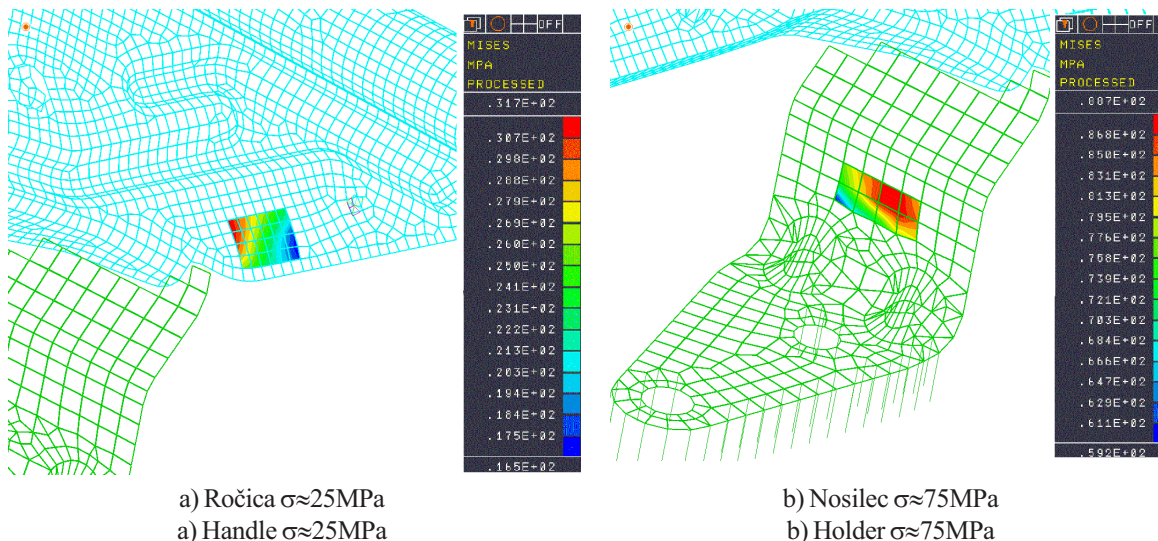 OFF
MISES
MPA
PROCESSED
.317E+02
.307E+02
.298E+02
.288E+02
.279E+02
.269E+02
.260E+02
.250E+02
.241E+02
.231E+02
.222E+02
.213E+02
.203E+02
.194E+02
.184E+02
.175E+02
.165E+02
OFF
MISES
MPA
PROCESSED
.887E+02
.868E+02
.850E+02
.831E+02
.813E+02
.795E+02
.776E+02
.758E+02
.739E+02
.721E+02
.703E+02
.684E+02
.666E+02
.647E+02
.629E+02
.611E+02
.592E+02
a) Ročica σ≈25MPa
a) Handle σ≈25MPa
b) Nosilec σ≈75MPa
b) Holder σ≈75MPa